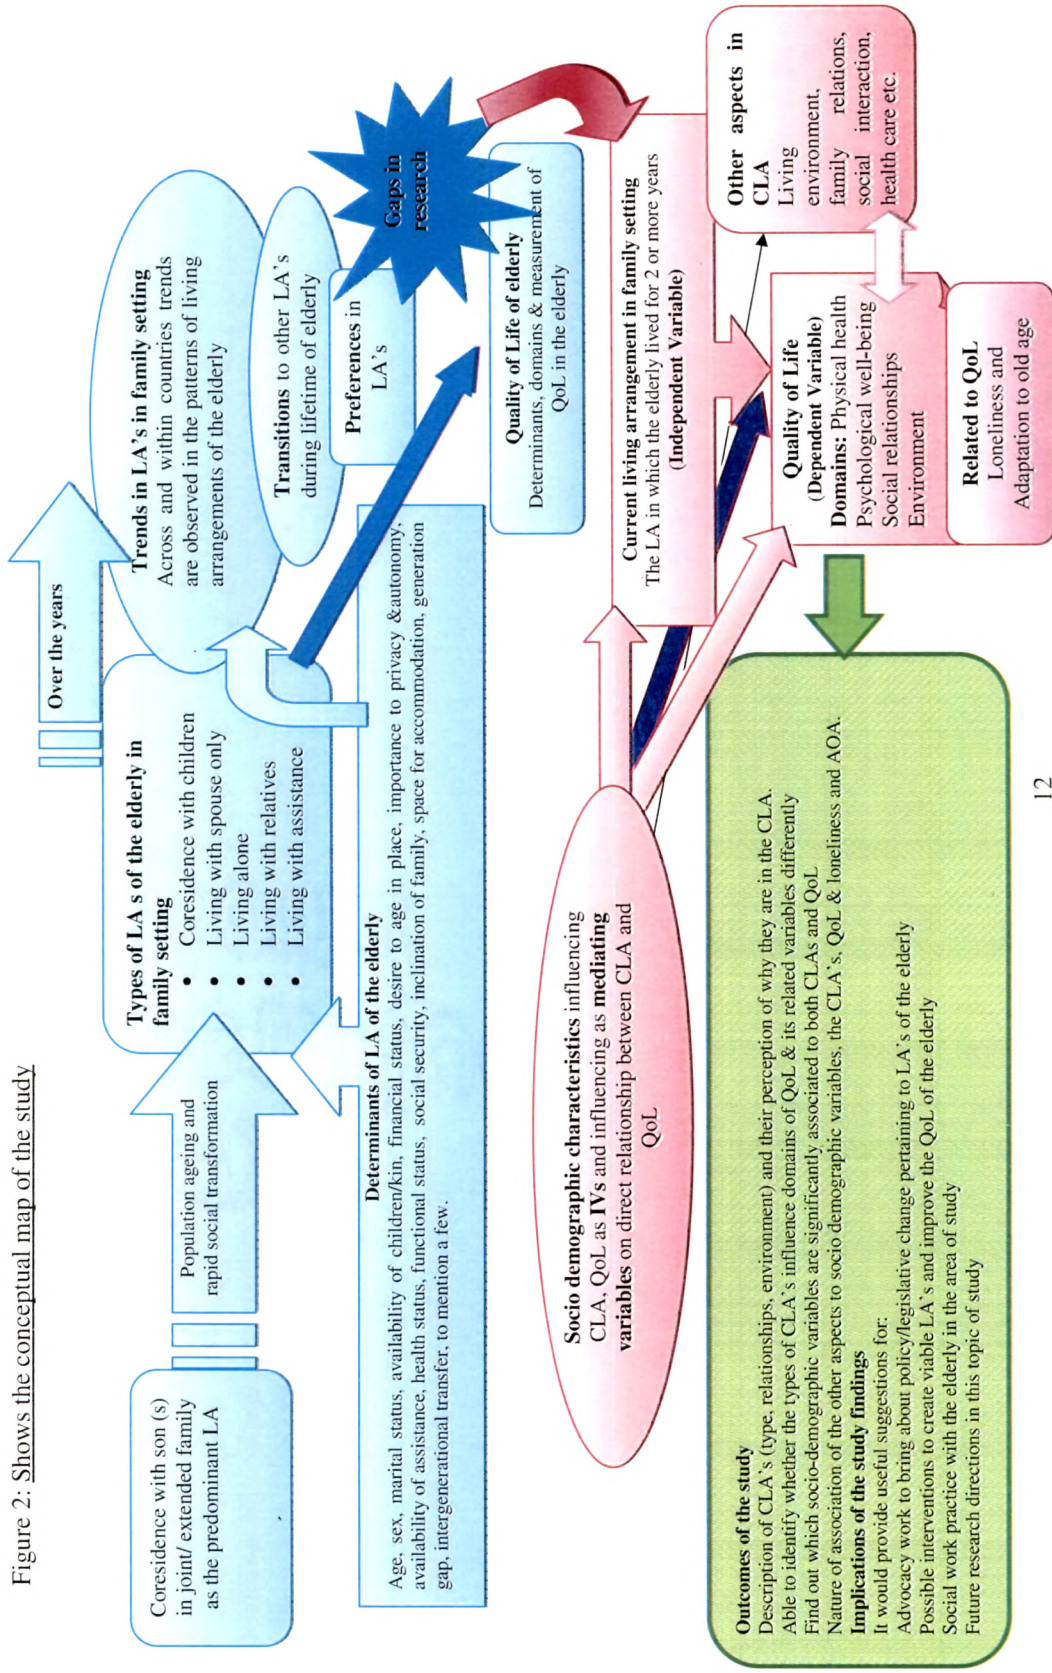 Figure 2: Shows the conceptual map of the study
Coresidence with son (s)
in joint/ extended family
as the predominant LA
Population ageing and
rapid social transformation
Types of LA s of the elderly in
family setting
• Coresidence with children
• Living with spouse only
• Living alone
• Living with relatives
• Living with assistance
Over the years
Trends in LA's in family setting
Across and within countries trends
are observed in the patterns of living
arrangements of the elderly
Transitions to other LA's
during lifetime of elderly
Preferences in
LA's
Gaps in
research
Determinants of LA of the elderly
Age, sex, marital status, availability of children/kin, financial status, desire to age in place, importance to privacy &autonomy,
availability of assistance, health status, functional status, social security, inclination of family, space for accommodation, generation
gap, intergenerational transfer, to mention a few.
Quality of Life of elderly
Determinants, domains & measurement of
QoL in the elderly
Socio demographic characteristics influencing
CLA, QoL as IVs and influencing as mediating
variables on direct relationship between CLA and
QoL
Current living arrangement in family setting
The LA in which the elderly lived for 2 or more years
(Independent Variable)
Other aspects in
CLA
Living
environment,
family relations,
social interaction,
health care etc.
Quality of Life
(Dependent Variable)
Domains: Physical health
Psychological well-being
Social relationships
Environment
Related to QoL
Loneliness and
Adaptation to old age
Outcomes of the study
Description of CLA's (type, relationships, environment) and their perception of why they are in the CLA.
Able to identify whether the types of CLA's influence domains of QoL & its related variables differently
Find out which socio-demographic variables are significantly associated to both CLAs and QoL
Nature of association of the other aspects to socio demographic variables, the CLA's, QoL & loneliness and AOA.
Implications of the study findings
It would provide useful suggestions for:
Advocacy work to bring about policy/legislative change pertaining to LA's of the elderly
Possible interventions to create viable LA's and improve the QoL of the elderly
Social work practice with the elderly in the area of study
Future research directions in this topic of study
12